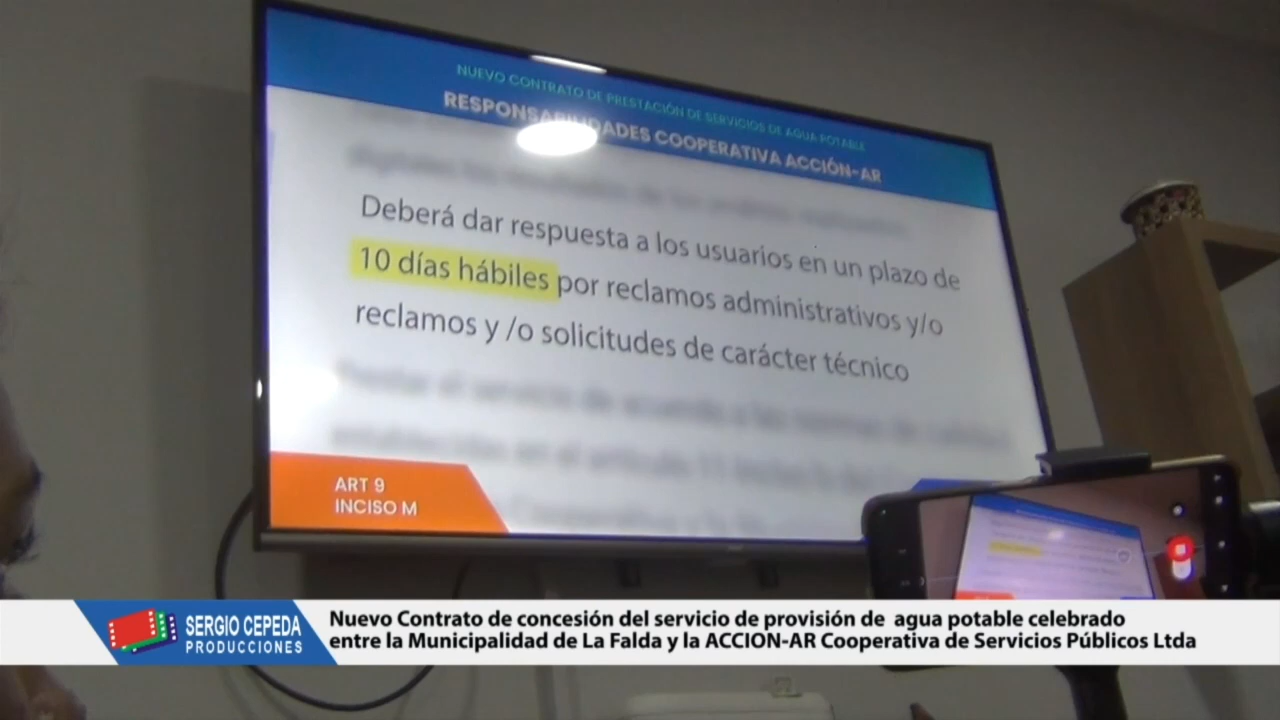 NUEVO CONTRATO DE PRESTACIÓN DE SERVICIOS DE AGUA POTABLE
RESPONSABILIDADES COOPERATIVA ACCIÓN-AR
Deberá dar respuesta a los usuarios en un plazo de
10 días hábiles por reclamos administrativos y/o
reclamos y /o solicitudes de carácter técnico
ART 9
INCISO M
SERGIO CEPEDA
PRODUCCIONES
Nuevo Contrato de concesión del servicio de provisión de agua potable celebrado
entre la Municipalidad de La Falda y la ACCION-AR Cooperativa de Servicios Públicos Ltda